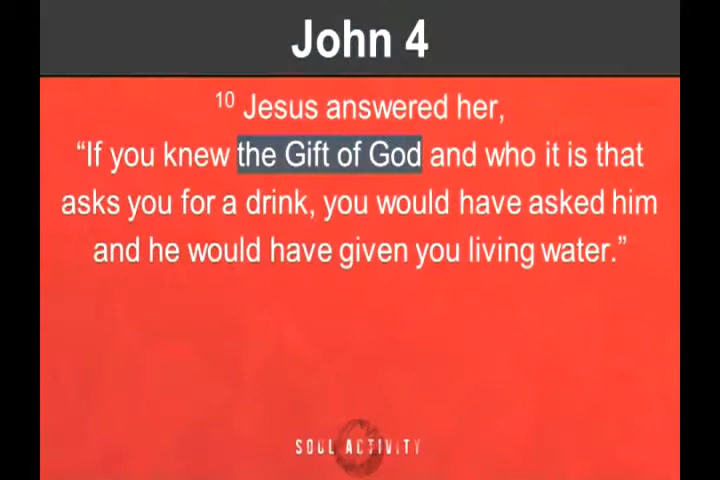 John 4
10 Jesus answered her,
“If you knew the Gift of God and who it is that
asks you for a drink, you would have asked him
and he would have given you living water.”
SOUL ACTIVITY